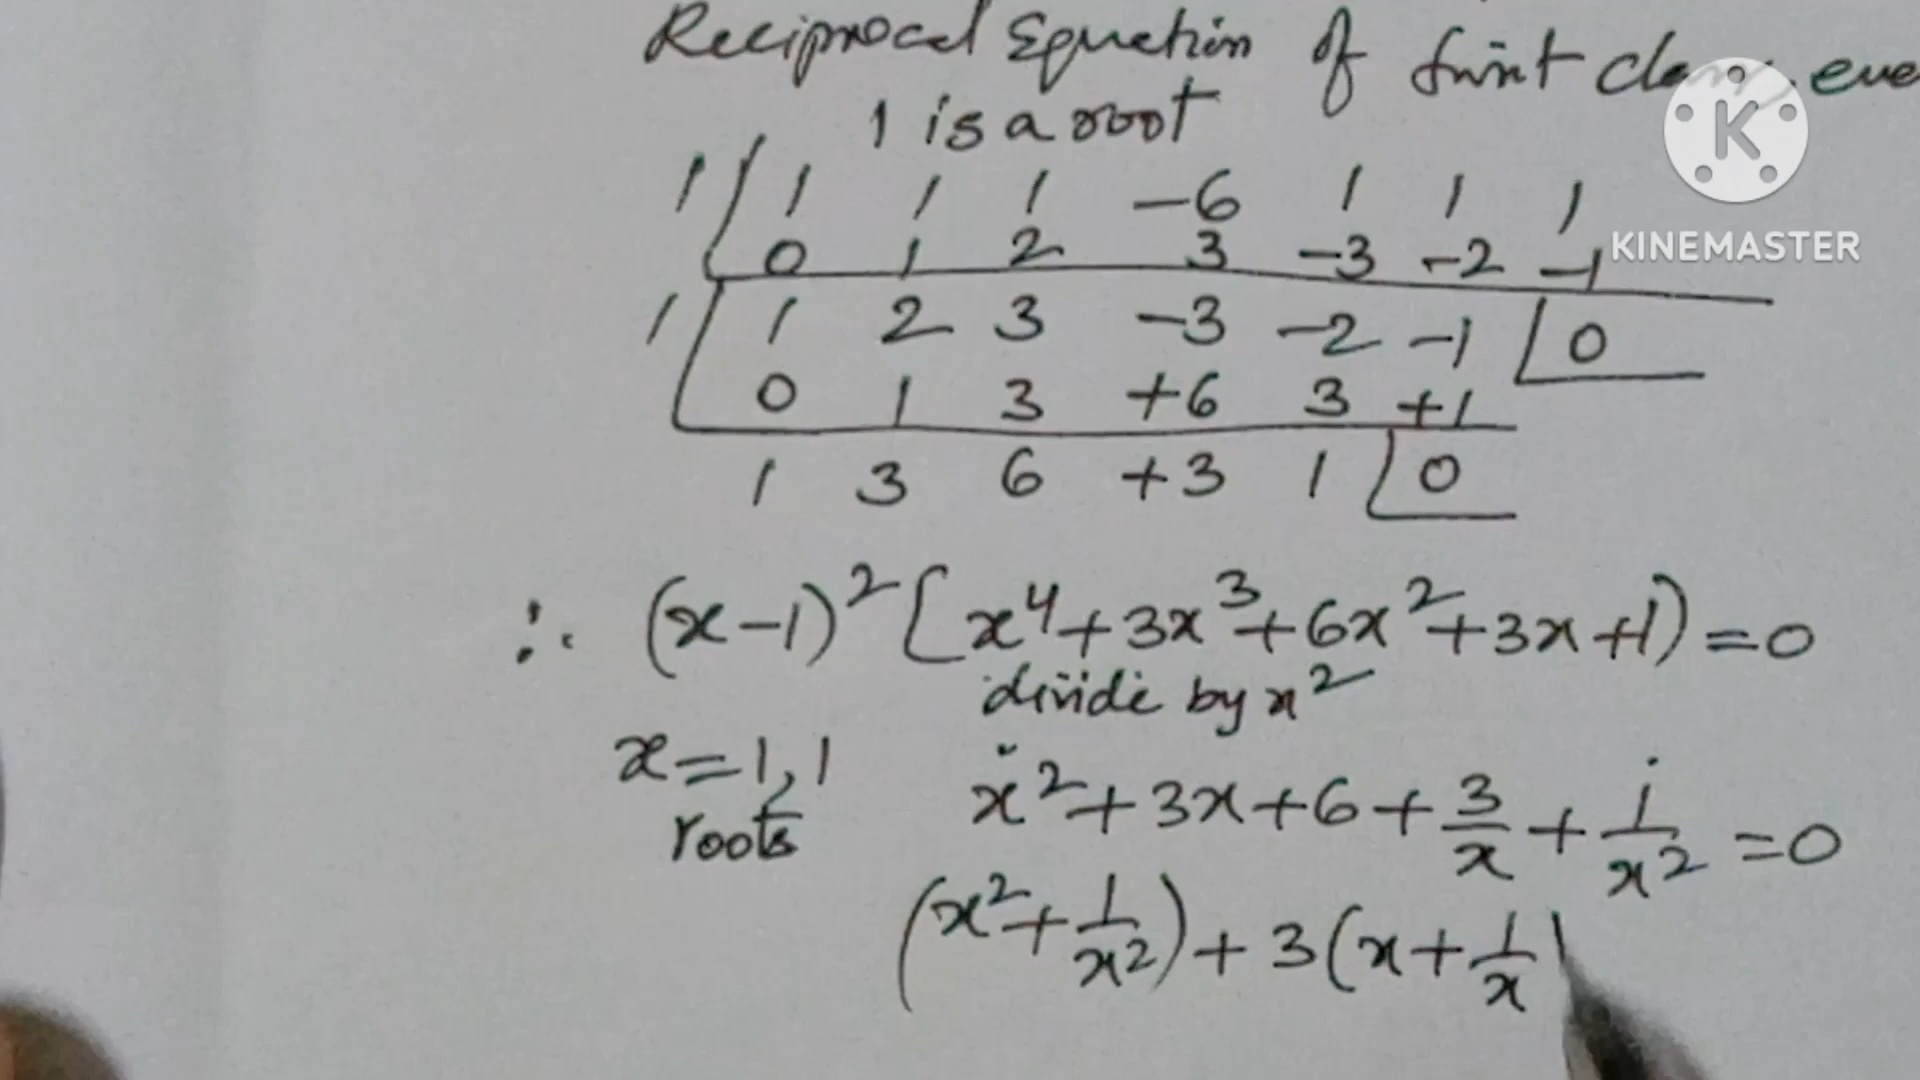 Reciprocal Equation of first class, eve
1 is a root
1 1 1 1 -6 1 1 1
0 1 2 3 -3 -2 -1
1 1 2 3 -3 -2 -1 0
0 1 3 +6 3 +1
1 3 6 +3 1 0
∴ (x-1)² [x⁴+3x³+6x²+3x+1) = 0
divide by x²
x = 1, 1
roots
x² + 3x + 6 + 3/x + 1/x² = 0
(x² + 1/x²) + 3(x + 1/x)
K
KINEMASTER